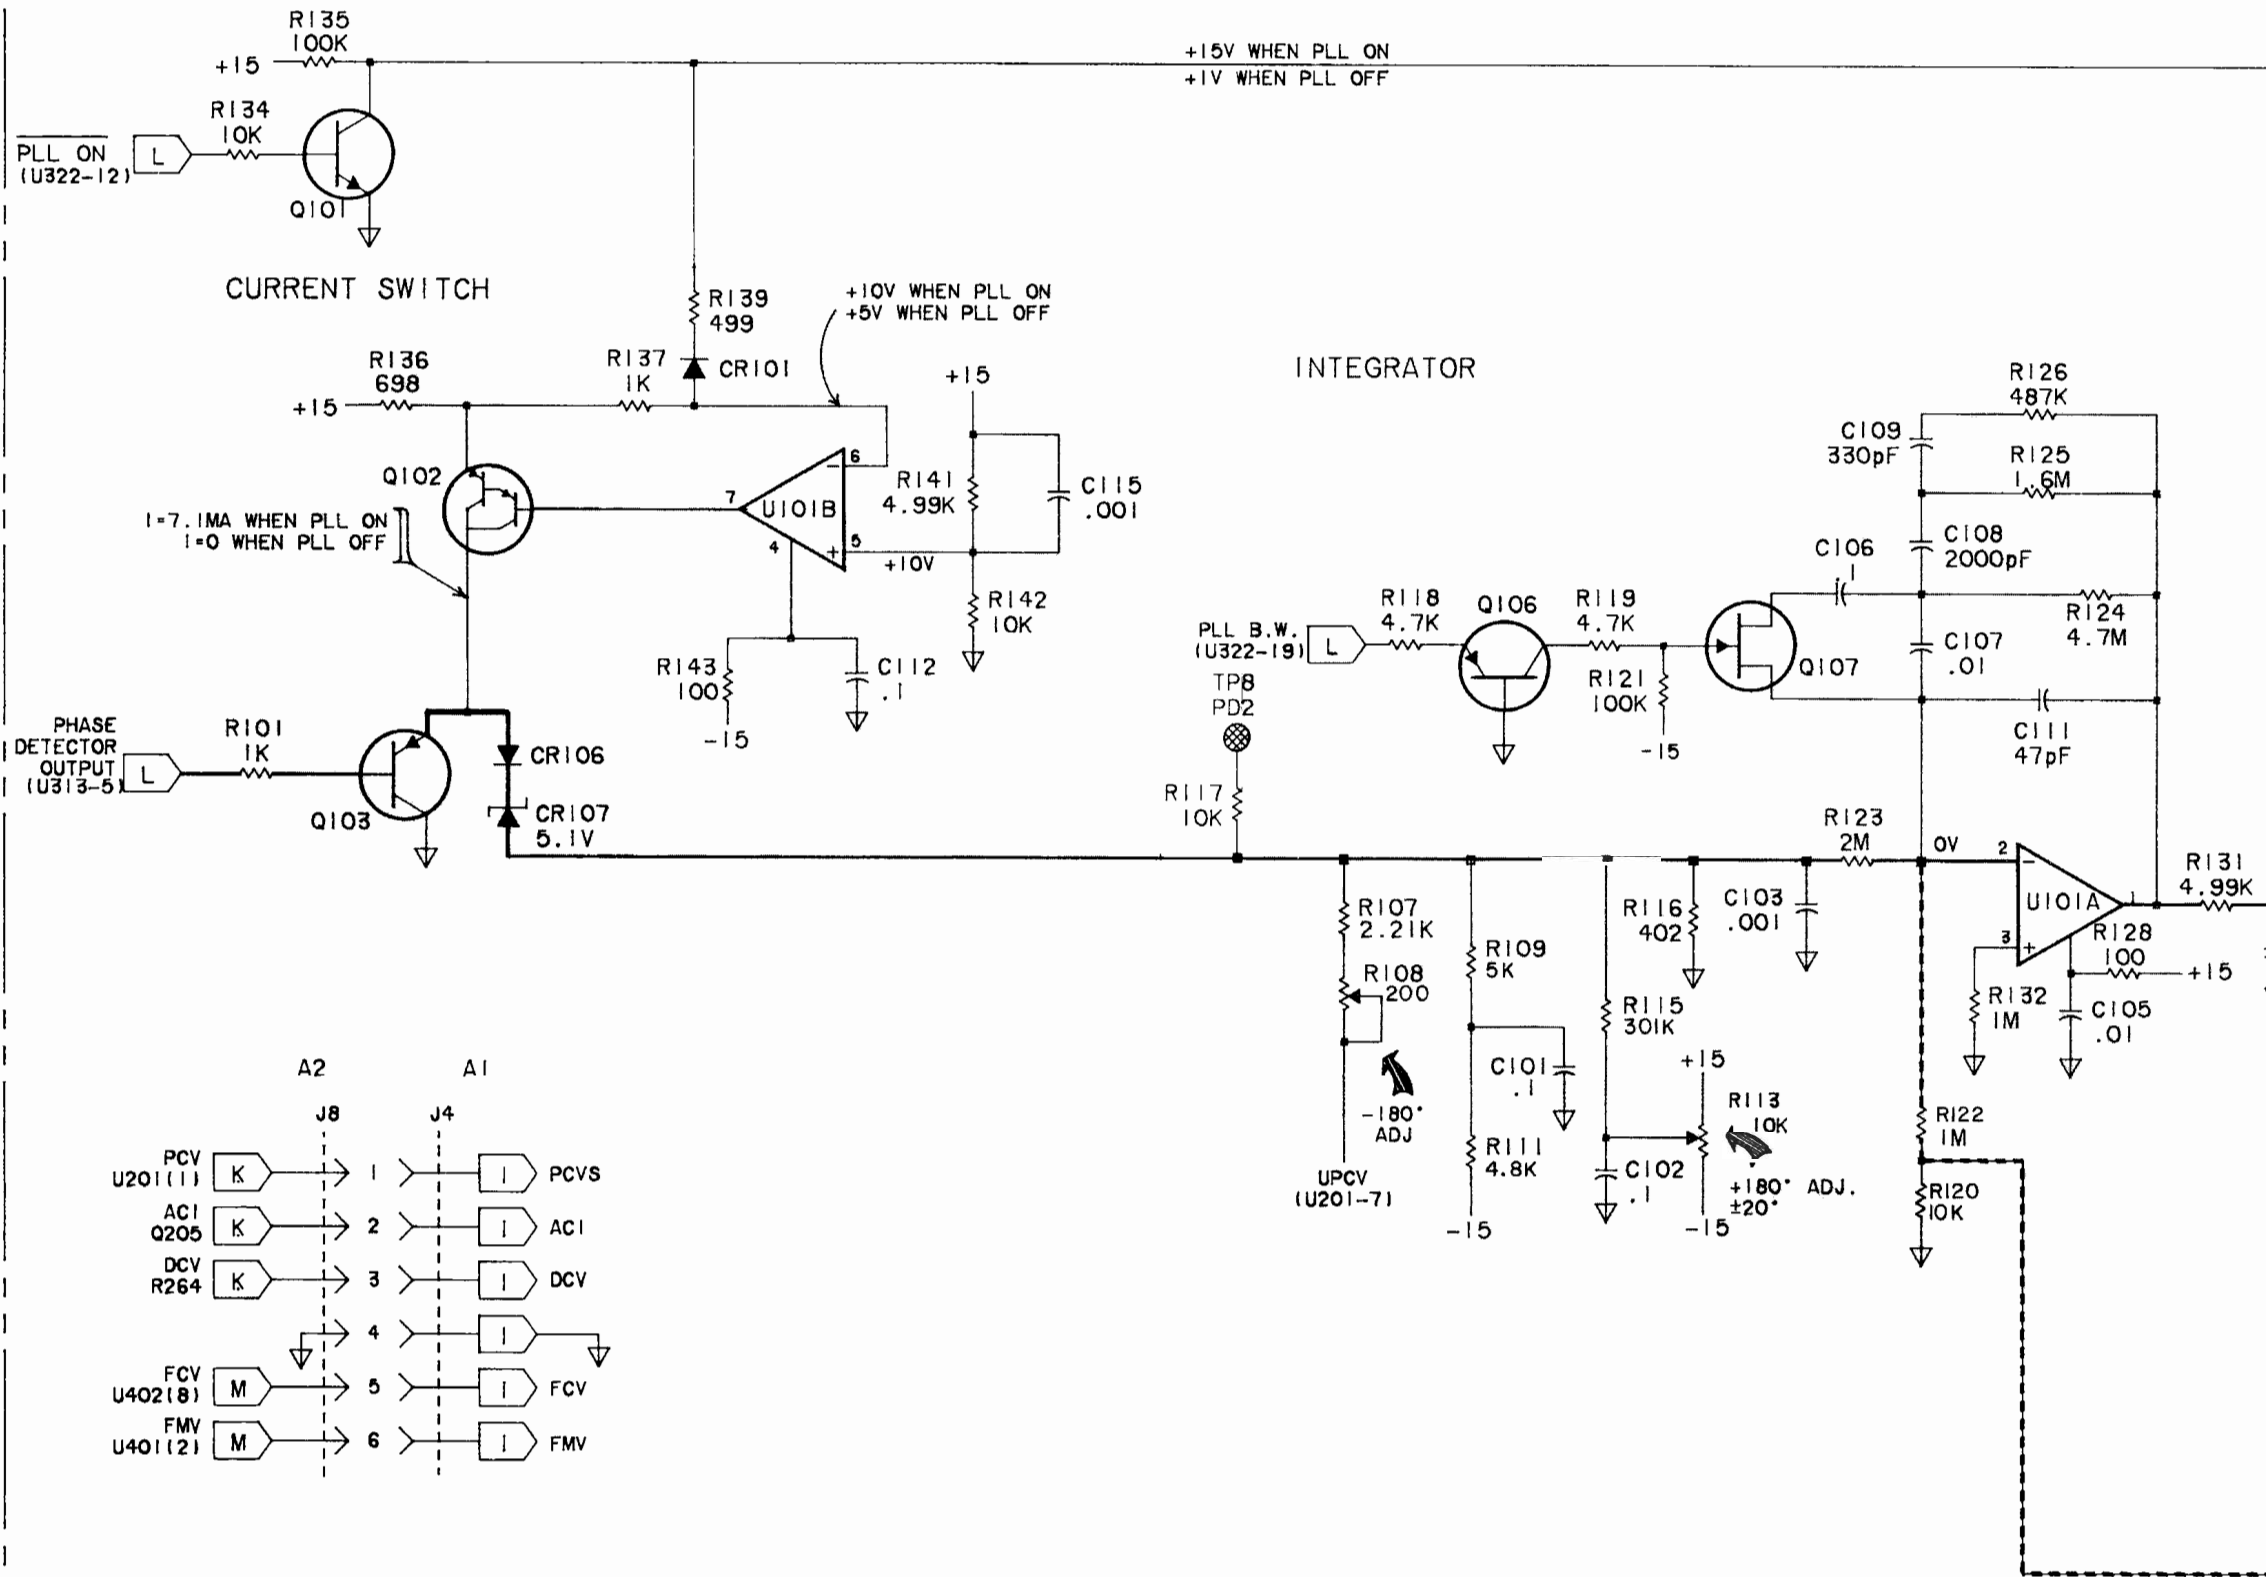 R135
100K
+15
+15V WHEN PLL ON
+1V WHEN PLL OFF
R134
10K
PLL ON
(U322-12)
L
Q101
CURRENT SWITCH
R139
499
+10V WHEN PLL ON
+5V WHEN PLL OFF
R136
698
+15
R137
1K
CR101
+15
INTEGRATOR
R126
487K
C109
330pF
R125
1.6M
Q102
6
−
U101B
7
4
5
+
+10V
R141
4.99K
C115
.001
I=7.1MA WHEN PLL ON
I=0 WHEN PLL OFF
C106
.1
C108
2000pF
R142
10K
R143
100
-15
C112
.1
PLL B.W.
(U322-19)
L
R118
4.7K
Q106
R119
4.7K
R121
100K
-15
Q107
C107
.01
R124
4.7M
C111
47pF
TP8
PD2
R117
10K
PHASE
DETECTOR
OUTPUT
(U313-5)
L
R101
1K
Q103
CR106
CR107
5.1V
R123
2M
0V
2
−
U101A
1
3
+
R131
4.99K
R128
100
+15
R132
1M
C105
.01
R107
2.21K
R108
200
-180°
ADJ
UPCV
(U201-7)
R109
5K
C101
.1
R111
4.8K
-15
R115
301K
R116
402
C103
.001
+15
R113
10K
C102
.1
+180° ADJ.
±20°
-15
R122
1M
R120
10K
A2
A1
J8
J4
PCV
U201(1)
K
1
I
PCVS
AC1
Q205
K
2
I
AC1
DCV
R264
K
3
I
DCV
4
I
FCV
U402(8)
M
5
I
FCV
FMV
U401(2)
M
6
I
FMV